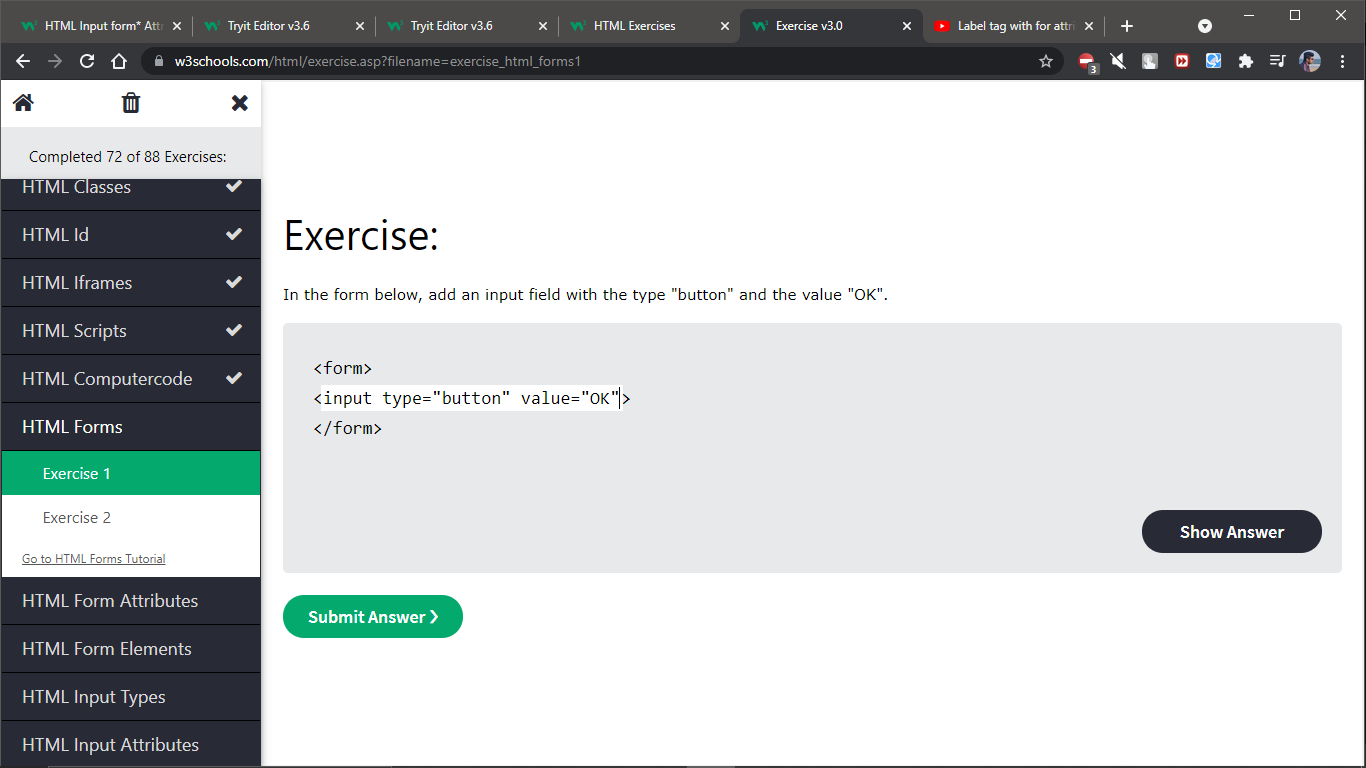 HTML Input form* Attr
Tryit Editor v3.6
Tryit Editor v3.6
HTML Exercises
Exercise v3.0
Label tag with for attri
w3schools.com/html/exercise.asp?filename=exercise_html_forms1
3
Completed 72 of 88 Exercises:
HTML Classes
HTML Id
HTML Iframes
HTML Scripts
HTML Computercode
HTML Forms
Exercise 1
Exercise 2
Go to HTML Forms Tutorial
HTML Form Attributes
HTML Form Elements
HTML Input Types
HTML Input Attributes
Exercise:
In the form below, add an input field with the type "button" and the value "OK".
<form>
<input type="button" value="OK">
</form>
Show Answer
Submit Answer ❯